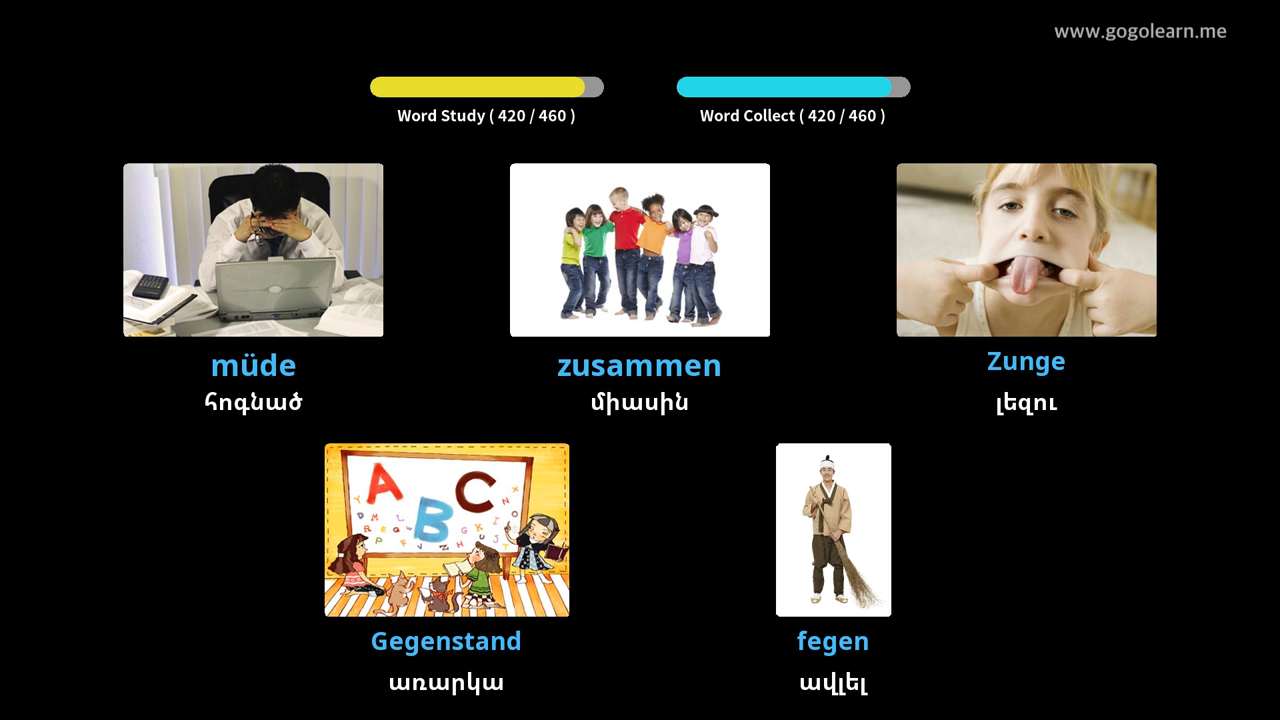 www.gogolearn.me
Word Study ( 420 / 460 )
Word Collect ( 420 / 460 )
müde
հոգնած
zusammen
միասին
Zunge
լեզու
A B C
Gegenstand
առարկա
fegen
ավլել